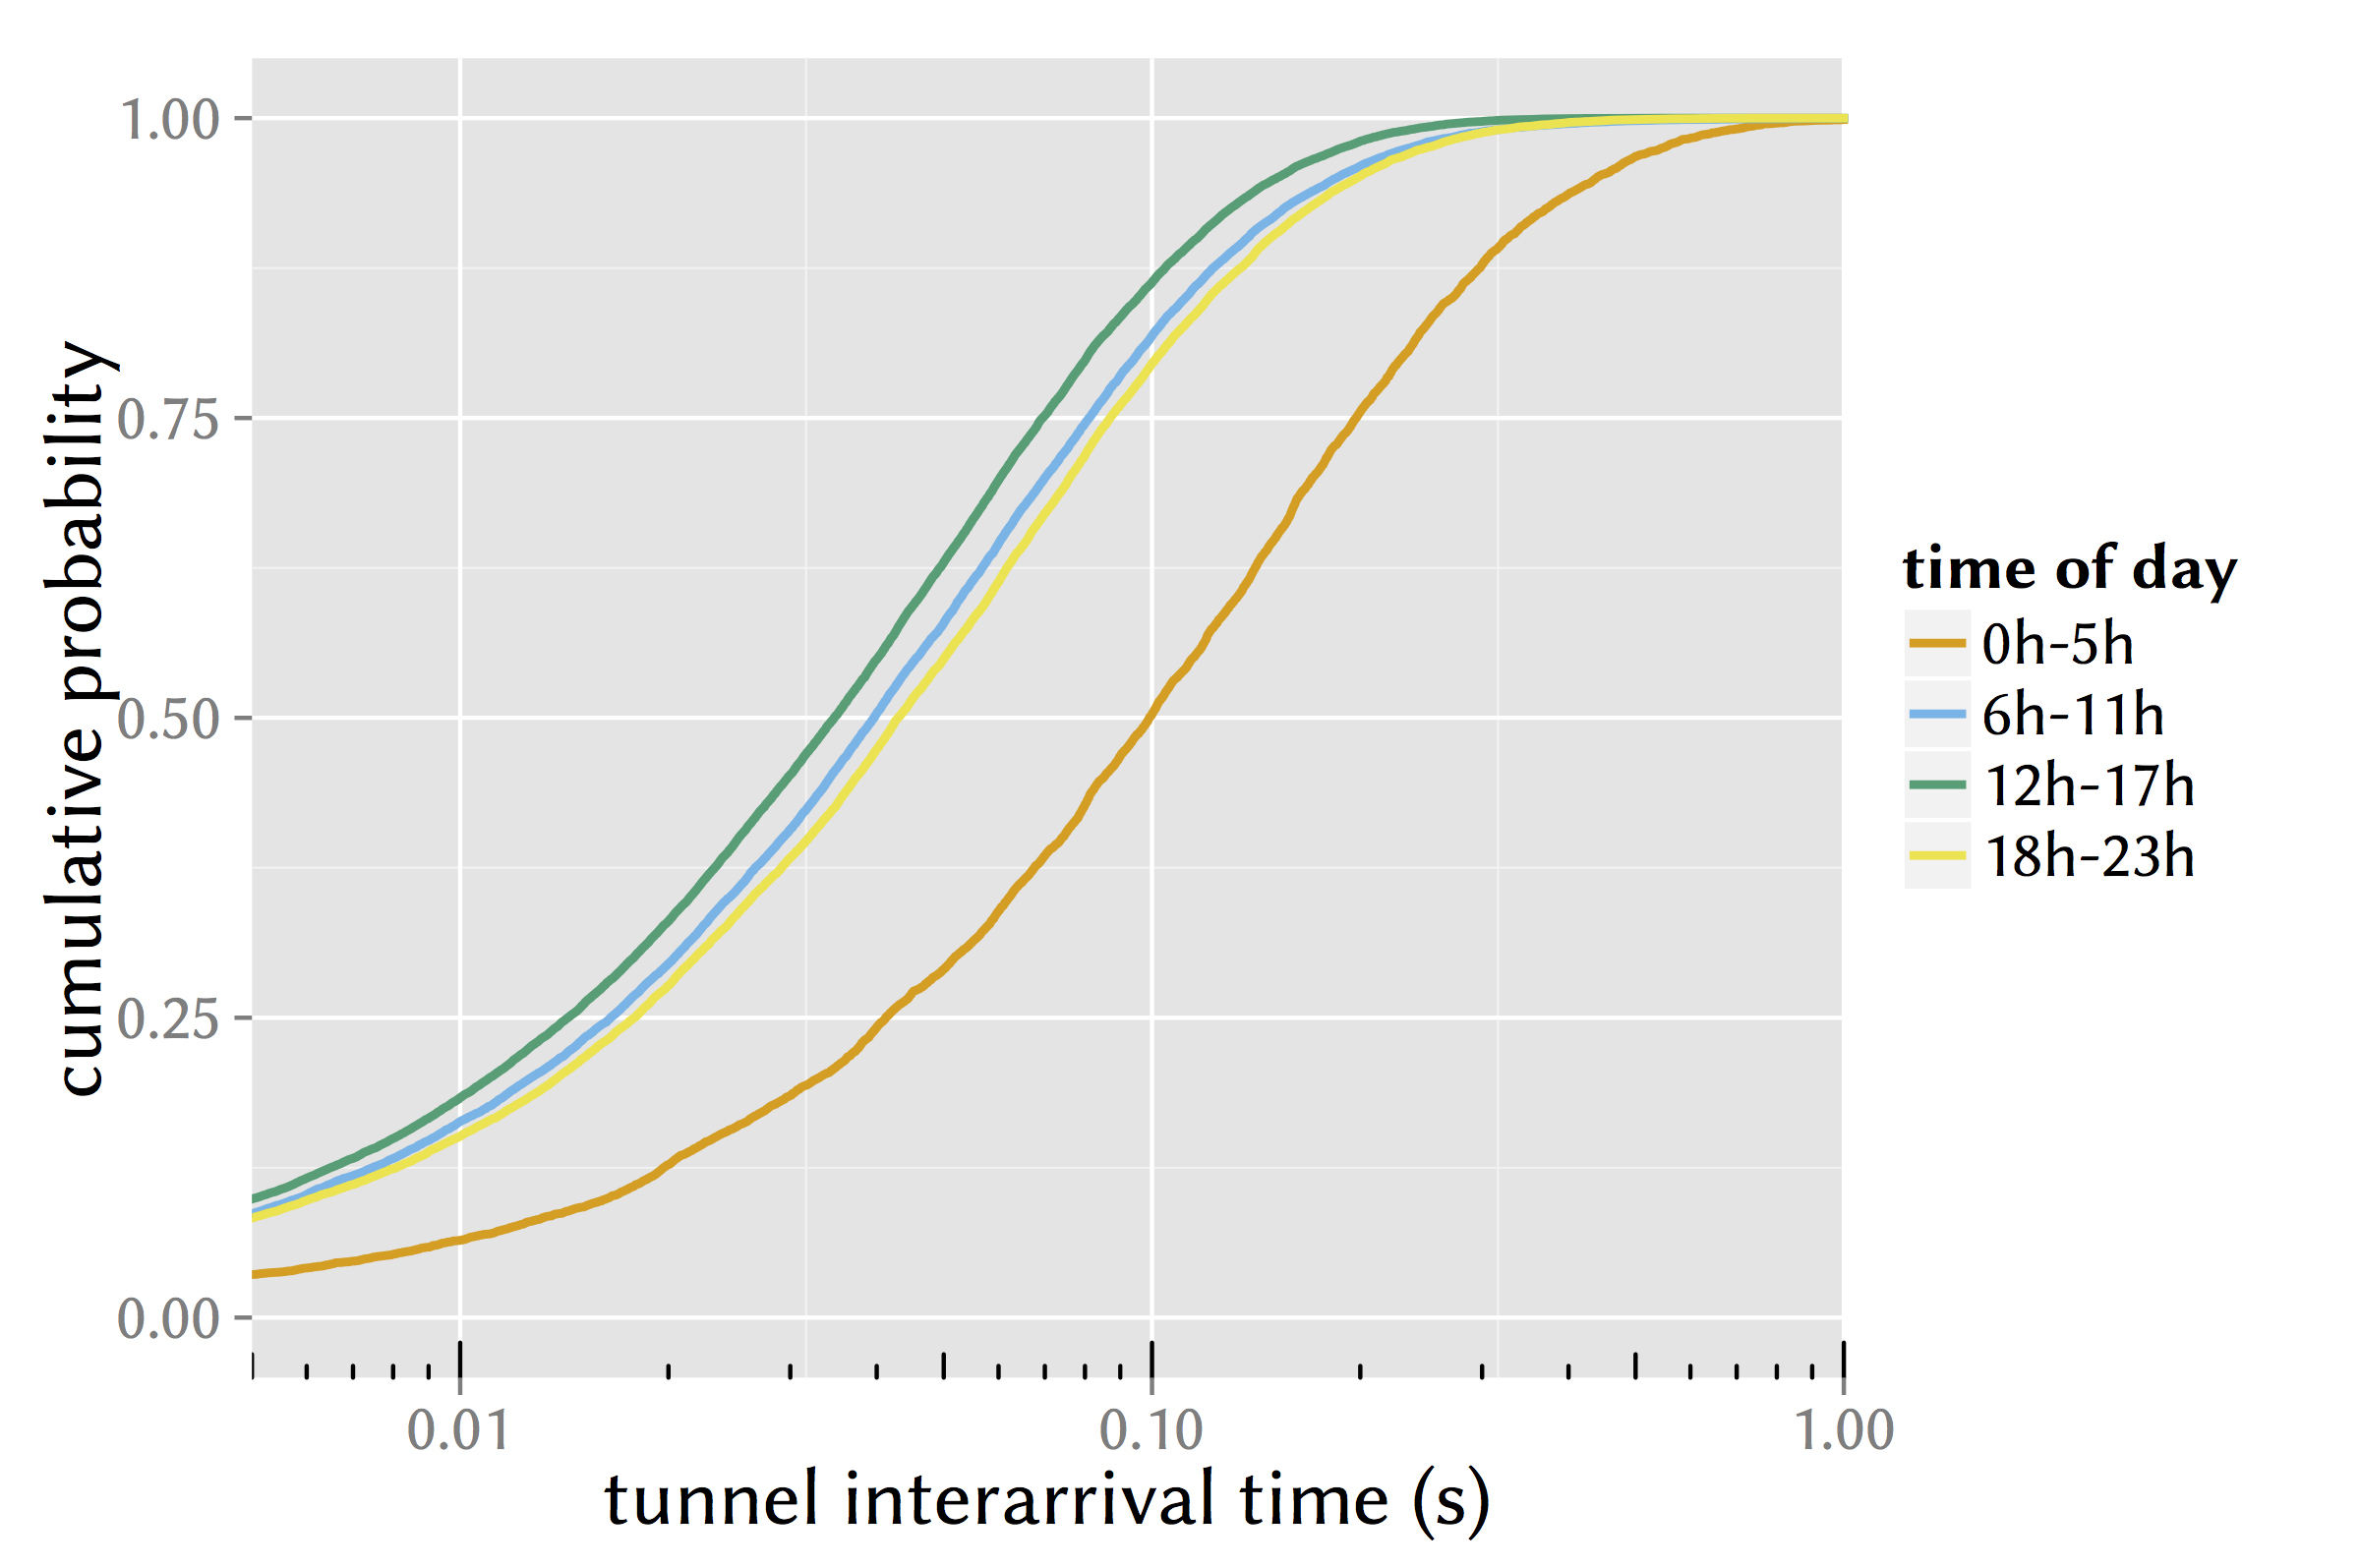 1.00
0.75
0.50
0.25
0.00
cumulative probability
0.01
0.10
1.00
tunnel interarrival time (s)
time of day
0h-5h
6h-11h
12h-17h
18h-23h